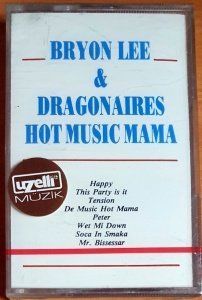 BRYON LEE
&
DRAGONAIRES
HOT MUSIC MAMA
uzelli
MÜZİK
Happy
This Party is it
Tension
De Music Hot Mama
Peter
Wet Mi Down
Soca In Smaka
Mr. Bissessar